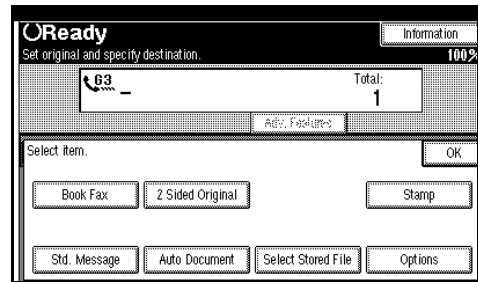 Ready
Information
Set original and specify destination.
100%
G3
Total:
1
Adv. Features
Select item.
OK
Book Fax
2 Sided Original
Stamp
Std. Message
Auto Document
Select Stored File
Options